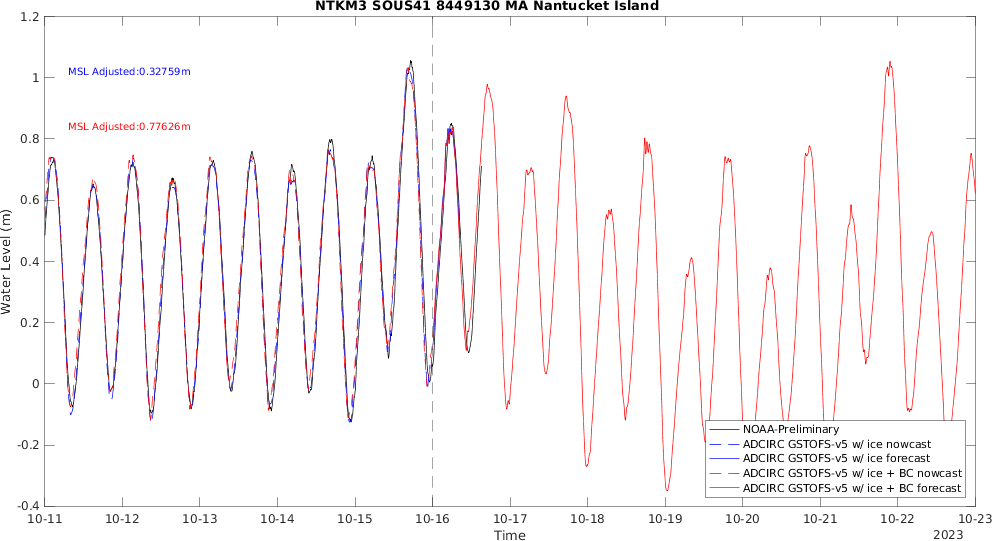 NTKM3 SOUS41 8449130 MA Nantucket Island
1.2
1
0.8
0.6
0.4
0.2
0
-0.2
-0.4
Water Level (m)
MSL Adjusted:0.32759m
MSL Adjusted:0.77626m
NOAA-Preliminary
ADCIRC GSTOFS-v5 w/ ice nowcast
ADCIRC GSTOFS-v5 w/ ice forecast
ADCIRC GSTOFS-v5 w/ ice + BC nowcast
ADCIRC GSTOFS-v5 w/ ice + BC forecast
10-11 10-12 10-13 10-14 10-15 10-16 10-17 10-18 10-19 10-20 10-21 10-22 10-23
Time
2023